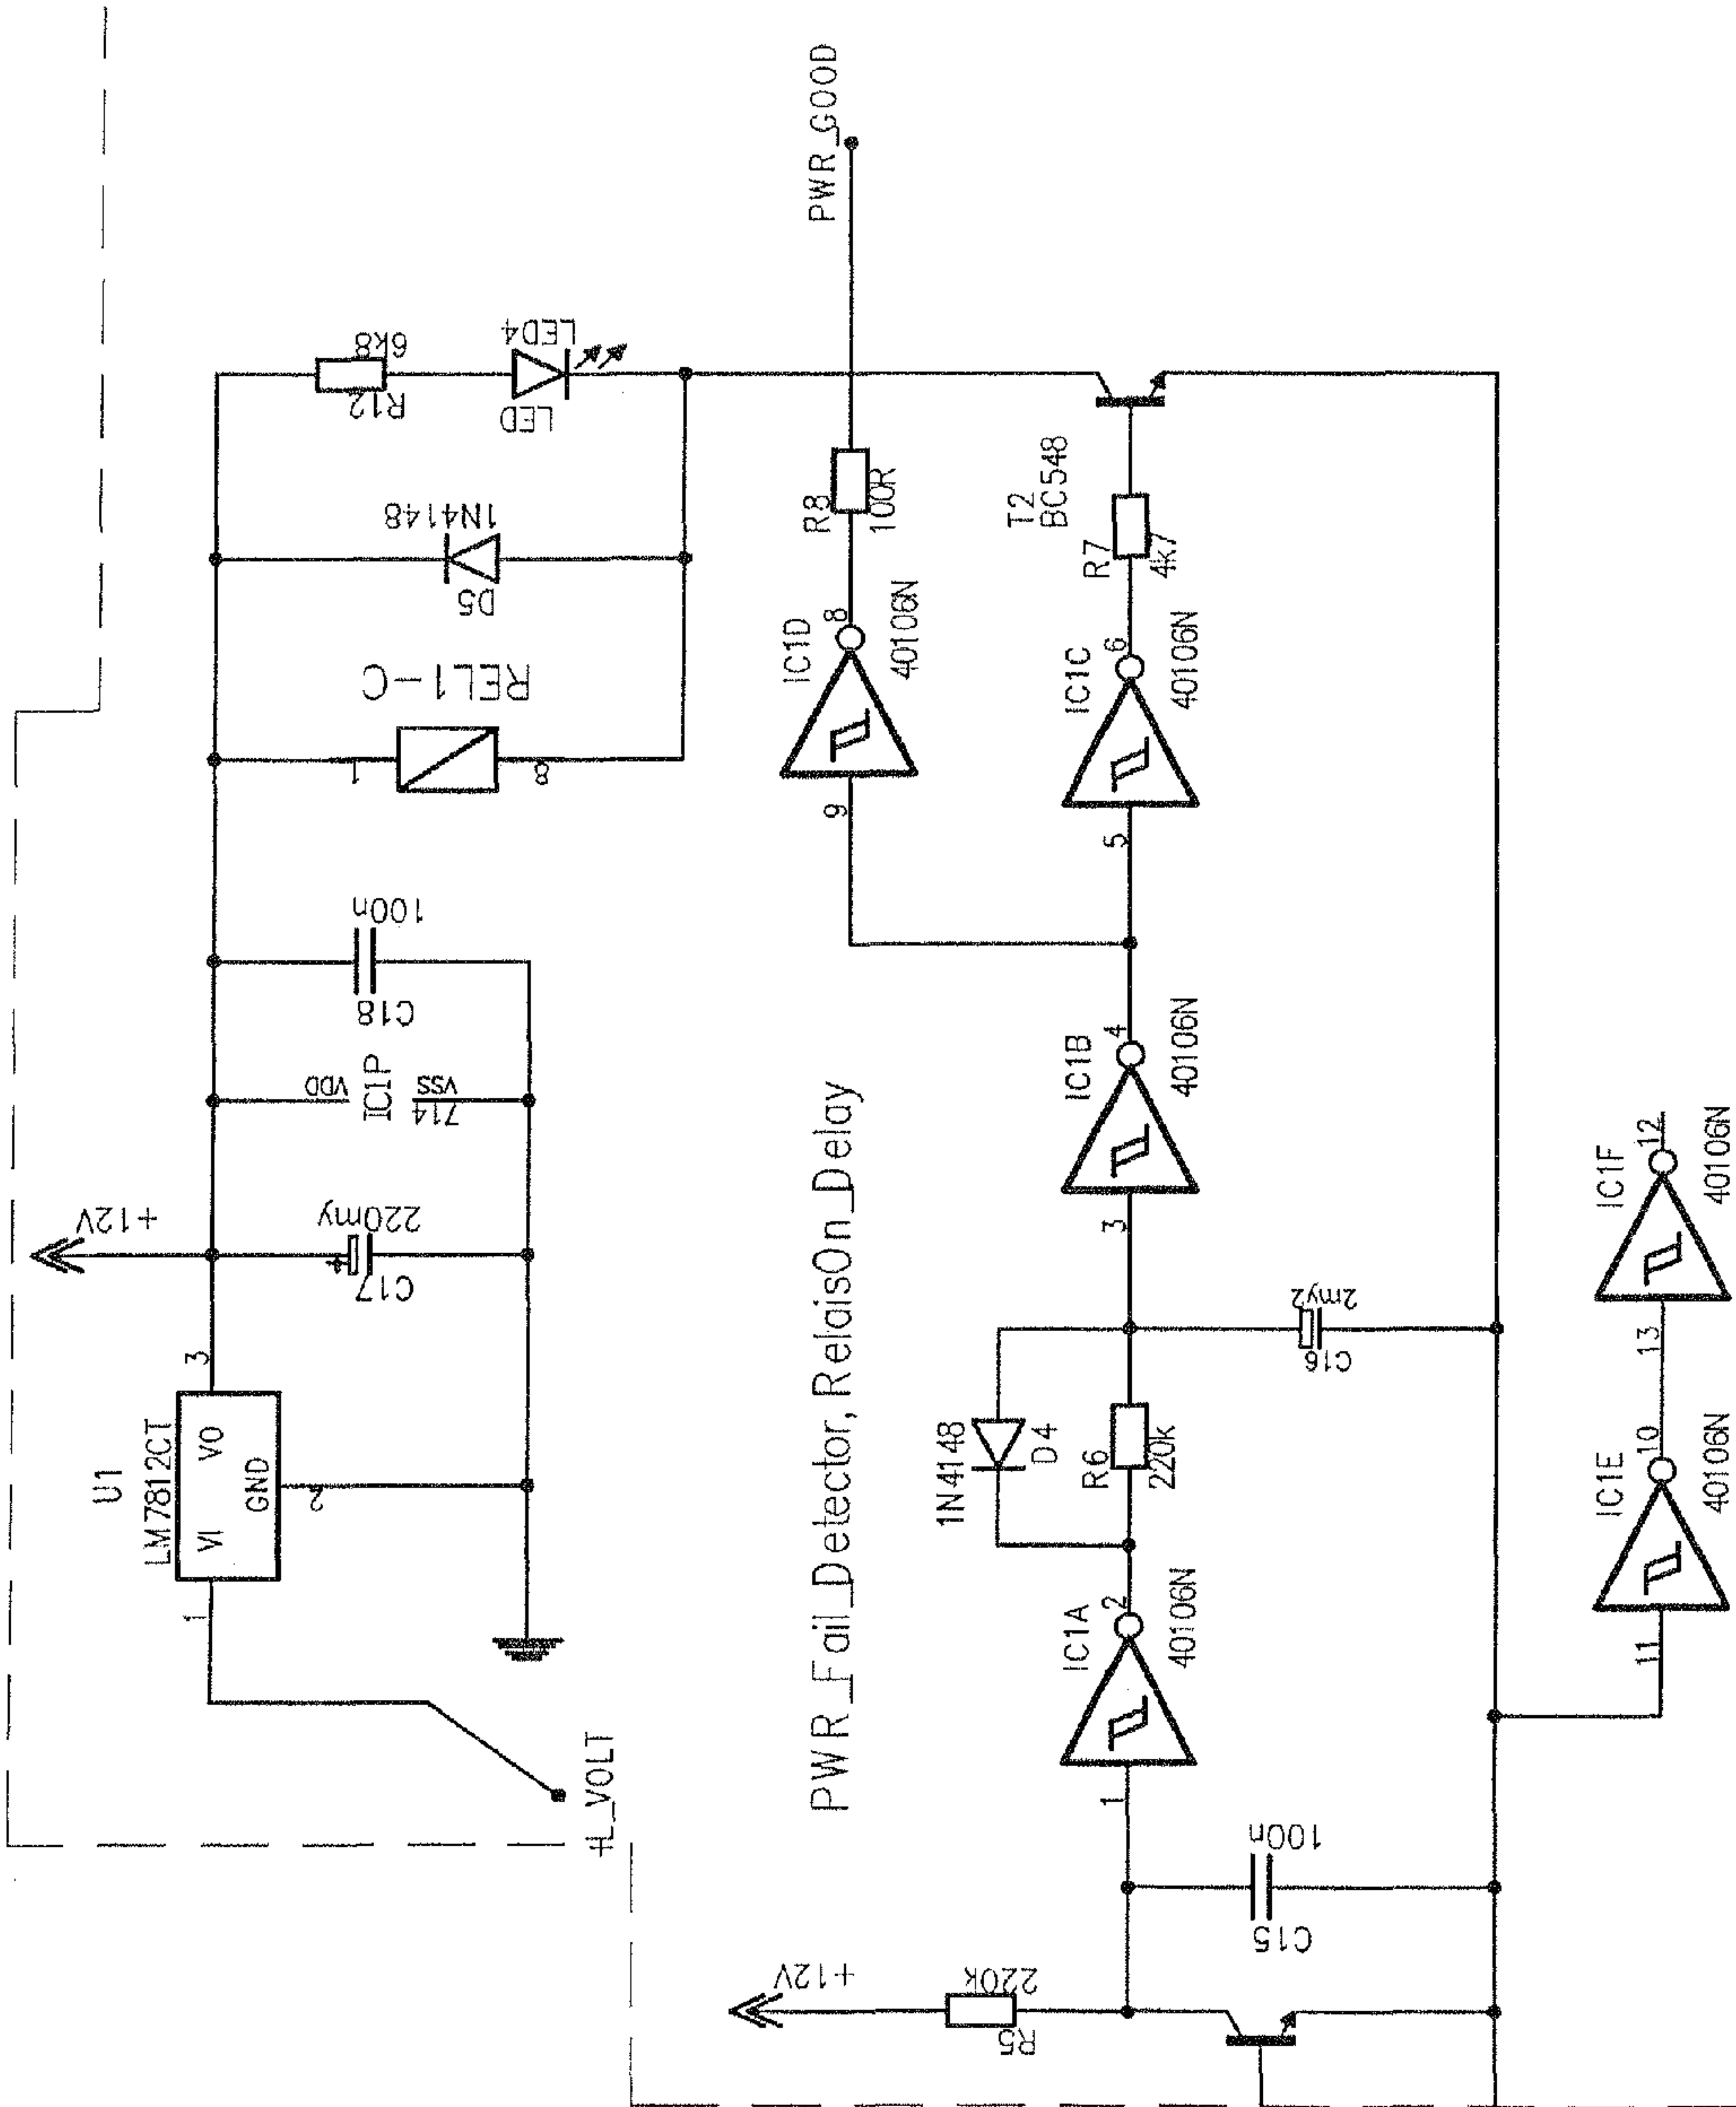 U1
LM7812CT
VI
VO
GND
1
2
3
+L_VOLT
+12V
C17
220my
VDD
IC1P
VSS
714
C18
100n
1
8
REL1-C
D5
1N4148
R12
6k8
LED
LED4
PWR_Fail_Detector, RelaisOn_Delay
+12V
R5
220k
C15
100n
1
IC1A
2
40106N
1N4148
D4
R6
220k
C16
2my2
3
IC1B
4
40106N
9
IC1D
8
40106N
R8
100R
PWR_GOOD
5
IC1C
6
40106N
R7
4k7
T2
BC548
11
IC1E
10
40106N
13
IC1F
12
40106N